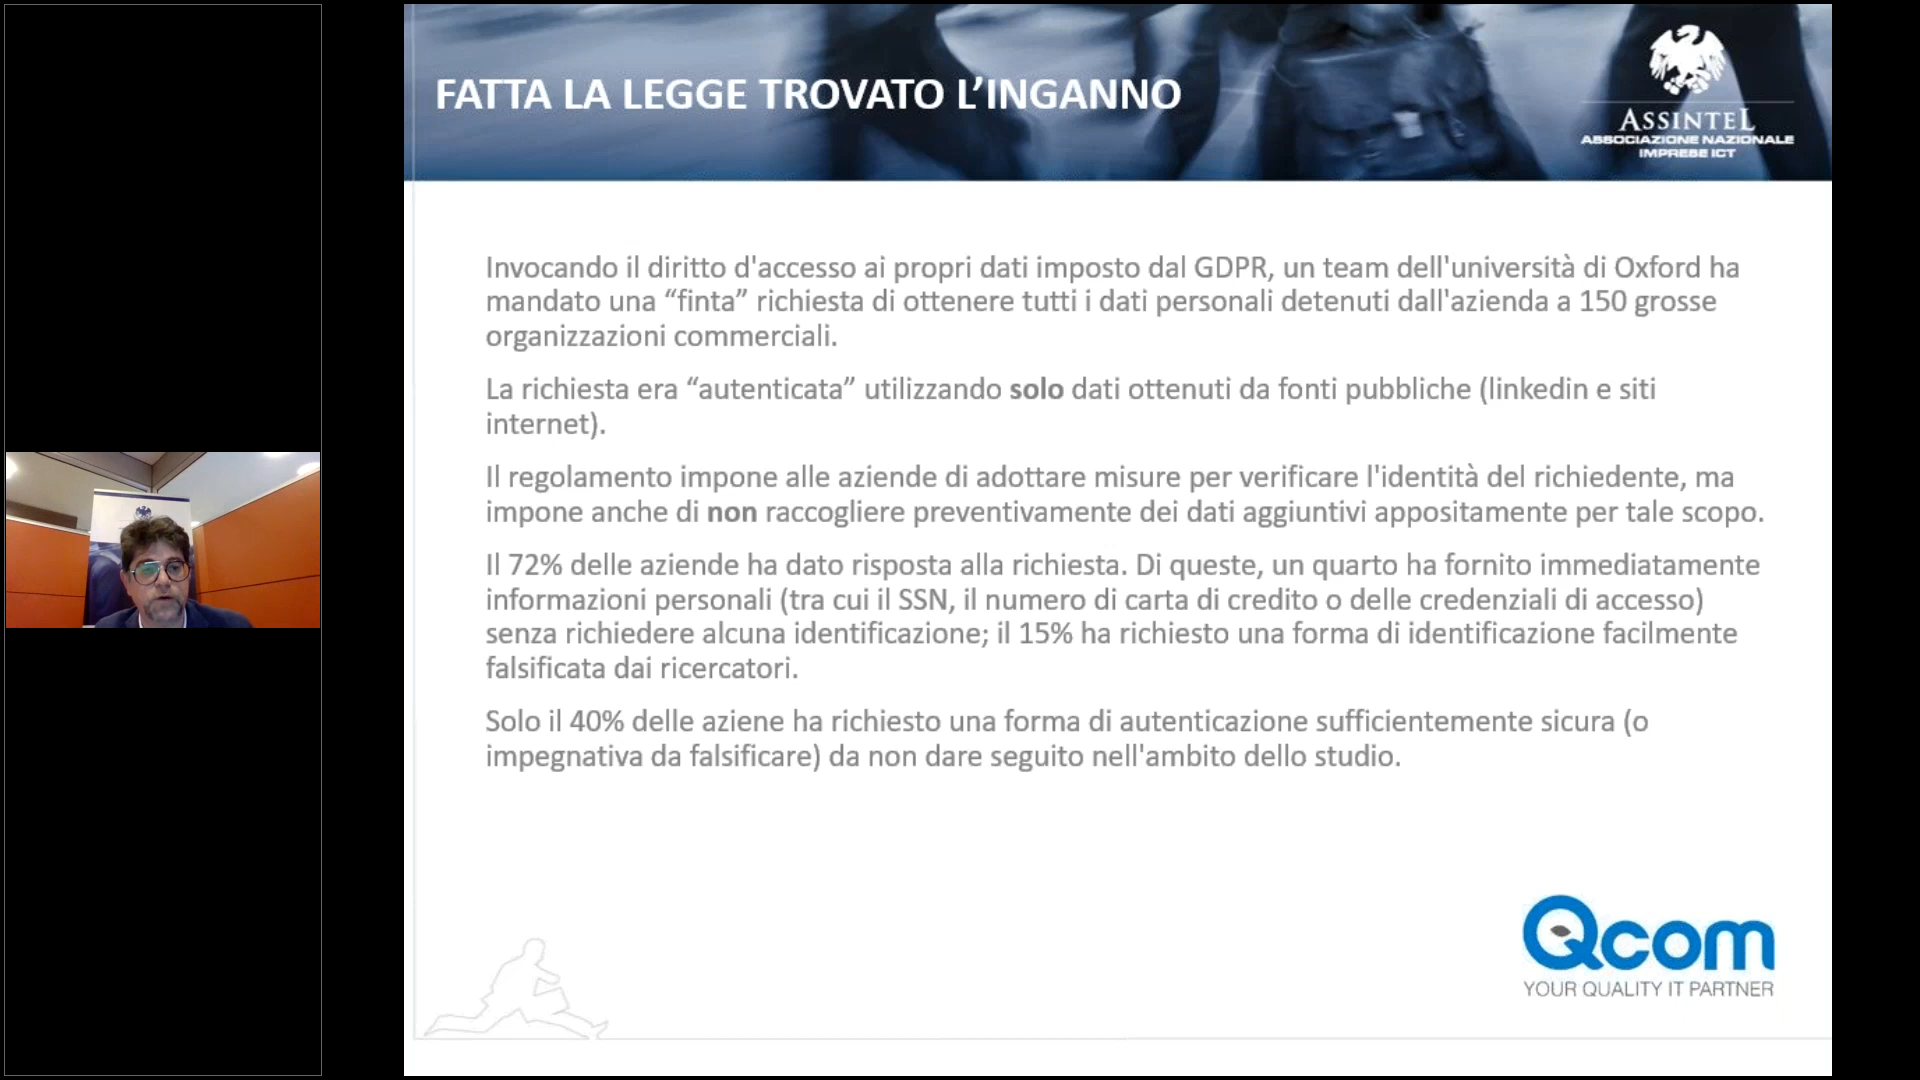 FATTA LA LEGGE TROVATO L’INGANNO
ASSINTEL
ASSOCIAZIONE NAZIONALE
IMPRESE ICT
Invocando il diritto d'accesso ai propri dati imposto dal GDPR, un team dell'università di Oxford ha
mandato una “finta” richiesta di ottenere tutti i dati personali detenuti dall'azienda a 150 grosse
organizzazioni commerciali.
La richiesta era “autenticata” utilizzando solo dati ottenuti da fonti pubbliche (linkedin e siti
internet).
Il regolamento impone alle aziende di adottare misure per verificare l'identità del richiedente, ma
impone anche di non raccogliere preventivamente dei dati aggiuntivi appositamente per tale scopo.
Il 72% delle aziende ha dato risposta alla richiesta. Di queste, un quarto ha fornito immediatamente
informazioni personali (tra cui il SSN, il numero di carta di credito o delle credenziali di accesso)
senza richiedere alcuna identificazione; il 15% ha richiesto una forma di identificazione facilmente
falsificata dai ricercatori.
Solo il 40% delle aziene ha richiesto una forma di autenticazione sufficientemente sicura (o
impegnativa da falsificare) da non dare seguito nell'ambito dello studio.
Qcom
YOUR QUALITY IT PARTNER